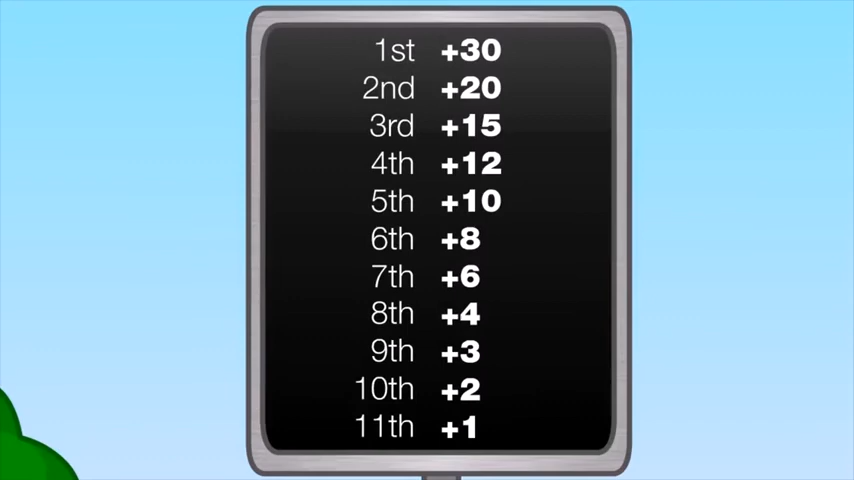 1st +30
2nd +20
3rd +15
4th +12
5th +10
6th +8
7th +6
8th +4
9th +3
10th +2
11th +1